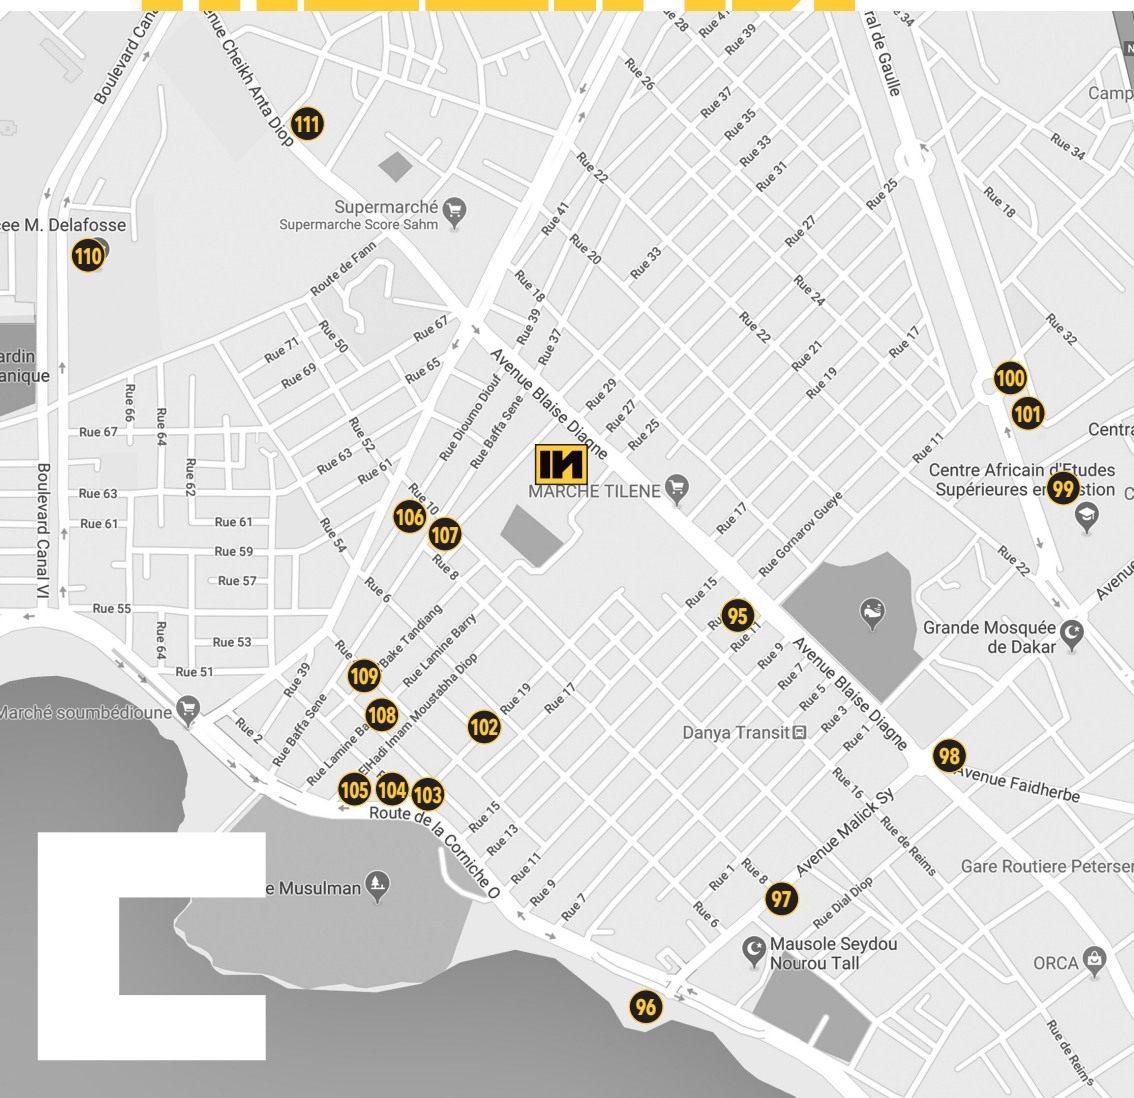 Boulevard Cana
nue Cheikh Anta Diop
Rue 28
Rue 41
Rue 39
ral de Gaulle
34
N
Rue 26
Camp
Rue 37
Rue 35
111
Rue 33
Rue 34
Rue 31
Rue 22
Rue 25
Rue 18
Supermarché
Supermarche Score Sahm
Rue 41
cee M. Delafosse
Rue 27
110
Rue 20
Rue 33
Route de Fann
Rue 18
Rue 24
Rue 67
Rue 39
Rue 22
Rue 32
Rue 50
Rue 71
Rue 37
Rue 17
Rue 21
ardin
anique
Rue 69
Rue 65
Avenue Blaise Diagne
Rue 19
100
Rue 66
Rue 64
Rue Dioumo Diouf
Rue Baffa Sene
Rue 29
Rue 27
101
Rue 67
Rue 52
Rue 25
Rue 11
Centra
Rue 63
Rue 61
IN
Centre Africain d'Etudes
Supérieures en stion
99
C
Rue 62
Rue 63
MARCHE TILENE
Boulevard Canal VI
Rue 10
106
Rue 61
Rue 61
Rue 54
107
Rue 17
Rue Gornarov Gueye
Rue 59
Rue 8
Rue 22
Rue 57
Rue 6
Rue 15
Avenue
Rue 55
95
Rue 11
Rue 64
Rue 53
Bake Tandiang
Rue Lamine Barry
Grande Mosquée
de Dakar
Rue 9
Rue 51
109
Rue 7
Rue 39
ElHadi Imam Moustabha Diop
Rue 19
Rue 17
Rue 5
Avenue Blaise Diagne
Marché soumbédioune
108
102
Rue 3
Rue 2
Rue Baffa Sene
Rue Lamine Ba
Danya Transit
Rue 1
98
105
104
103
Rue 16
Avenue Faidherbe
Route de la Corniche O
Rue 15
Avenue Malick Sy
Rue de Reims
Rue 13
Rue 11
Gare Routiere Petersen
e Musulman
Rue 9
Rue 1
Rue 8
Rue 7
97
Rue Dial Diop
Rue 6
Mausole Seydou
Nourou Tall
ORCA
96
Rue de Reims